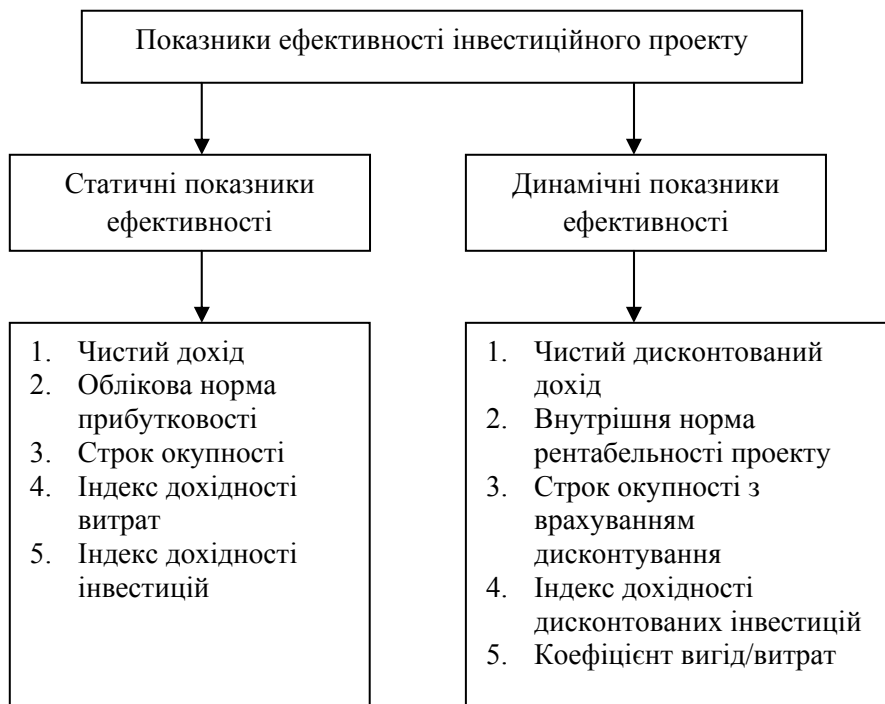 Показники ефективності інвестиційного проекту
Статичні показники
ефективності
Динамічні показники
ефективності
1. Чистий дохід
2. Облікова норма
прибутковості
3. Строк окупності
4. Індекс дохідності
витрат
5. Індекс дохідності
інвестицій
1. Чистий дисконтований
дохід
2. Внутрішня норма
рентабельності проекту
3. Строк окупності з
врахуванням
дисконтування
4. Індекс дохідності
дисконтованих інвестицій
5. Коефіцієнт вигід/витрат